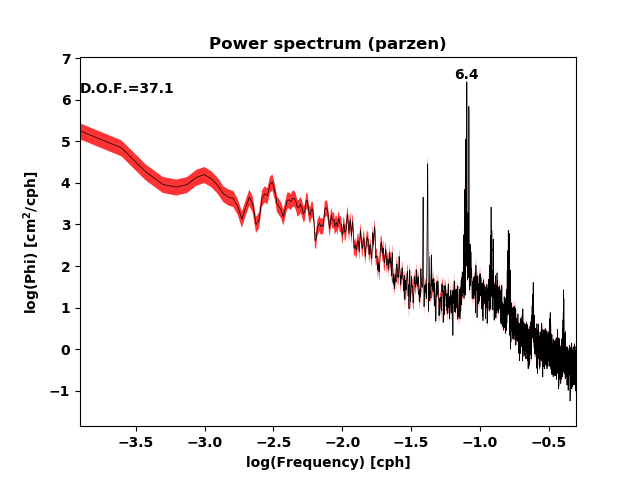 Power spectrum (parzen)
7
6.4
D.O.F.=37.1
6
5
4
3
2
1
0
−1
log(Phi) [cm²/cph]
−3.5 −3.0 −2.5 −2.0 −1.5 −1.0 −0.5
log(Frequency) [cph]